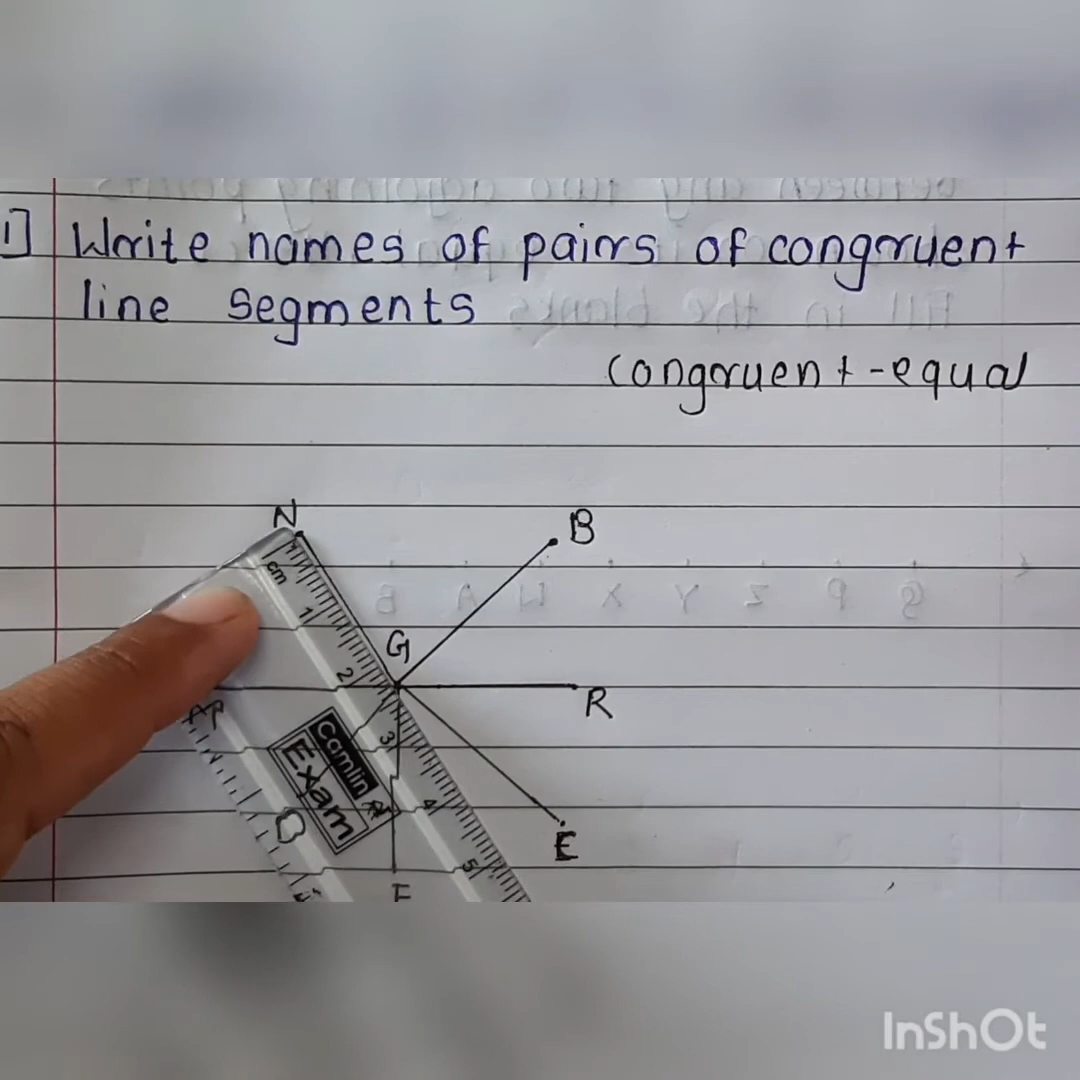 1] Write names of pairs of congruent
line segments
congruent-equal
N
B
cm
1
G
2
R
3
Camlin
Exam
4
E
5
F
InShOt